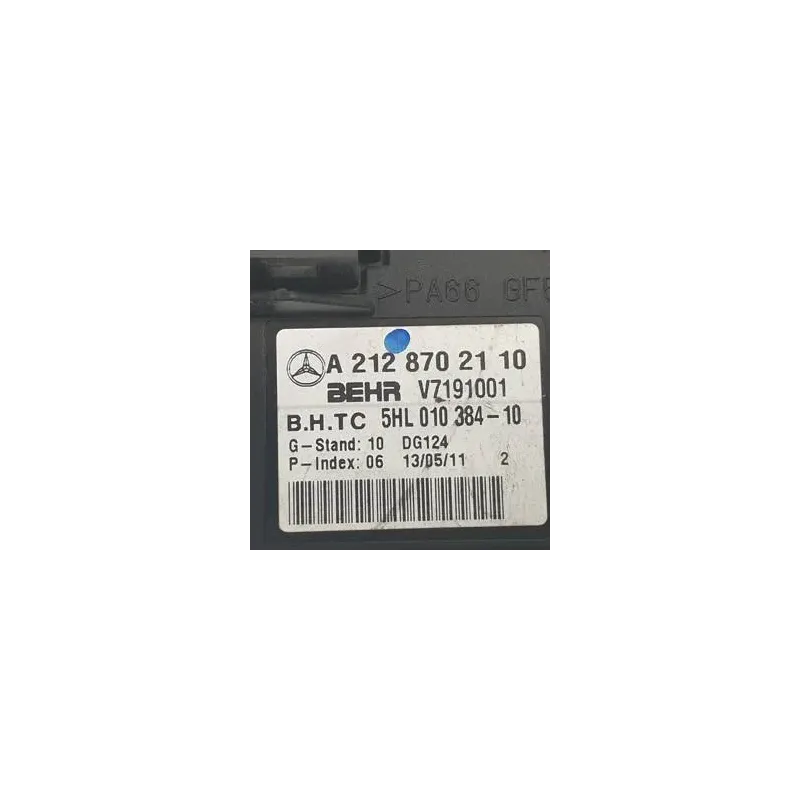 >PA66 GF
A 212 870 21 10
BEHR V7191001
B.H.TC 5HL 010 384-10
G-Stand: 10 DG124
P-Index: 06 13/05/11 2